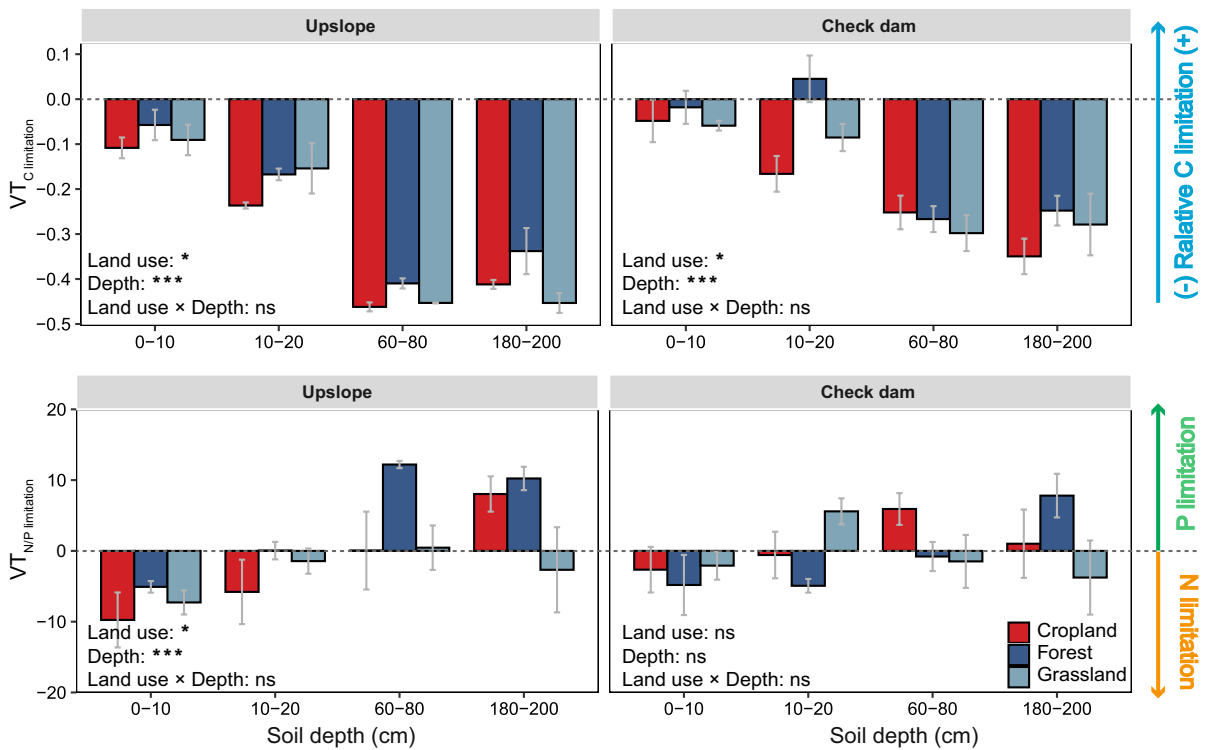 Upslope
Check dam
0.1
0.0
−0.1
−0.2
−0.3
−0.4
−0.5
VT C limitation
Land use: *
Depth: ***
Land use × Depth: ns
Land use: *
Depth: ***
Land use × Depth: ns
0−10
10−20
60−80
180−200
0−10
10−20
60−80
180−200
(-) Ralative C limitation (+)
Upslope
Check dam
20
10
0
−10
−20
VT N/P limitation
Land use: *
Depth: ***
Land use × Depth: ns
Land use: ns
Depth: ns
Land use × Depth: ns
Cropland
Forest
Grassland
0−10
10−20
60−80
180−200
0−10
10−20
60−80
180−200
Soil depth (cm)
Soil depth (cm)
P limitation
N limitation